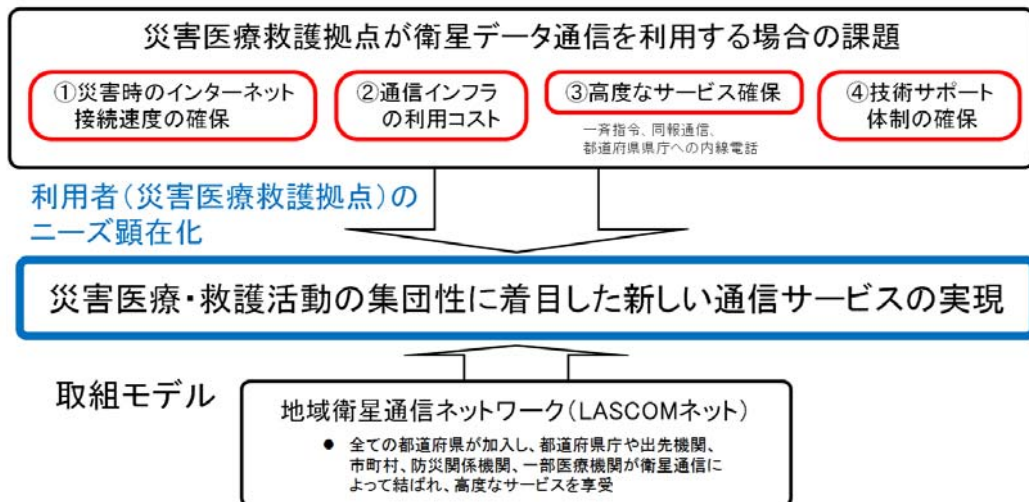 災害医療救護拠点が衛星データ通信を利用する場合の課題
①災害時のインターネット
接続速度の確保
②通信インフラ
の利用コスト
③高度なサービス確保
一斉指令、同報通信、
都道府県県庁への内線電話
④技術サポート
体制の確保
利用者(災害医療救護拠点)の
ニーズ顕在化
災害医療・救護活動の集団性に着目した新しい通信サービスの実現
取組モデル
地域衛星通信ネットワーク(LASCOMネット)
● 全ての都道府県が加入し、都道府県庁や出先機関、
市町村、防災関係機関、一部医療機関が衛星通信に
よって結ばれ、高度なサービスを享受